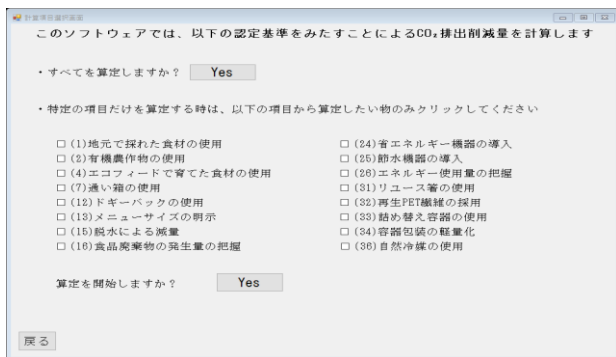 計算項目選択画面
このソフトウェアでは、以下の認定基準をみたすことによるCO₂排出削減量を計算します
・すべてを算定しますか？ Yes
・特定の項目だけを算定する時は、以下の項目から算定したい物のみクリックしてください
(1)地元で採れた食材の使用
(2)有機農作物の使用
(4)エコフィードで育てた食材の使用
(7)通い箱の使用
(12)ドギーバックの使用
(13)メニューサイズの明示
(15)脱水による減量
(16)食品廃棄物の発生量の把握
(24)省エネルギー機器の導入
(25)節水機器の導入
(26)エネルギー使用量の把握
(31)リユース箸の使用
(32)再生PET繊維の採用
(33)詰め替え容器の使用
(34)容器包装の軽量化
(36)自然冷媒の使用
算定を開始しますか？ Yes
戻る